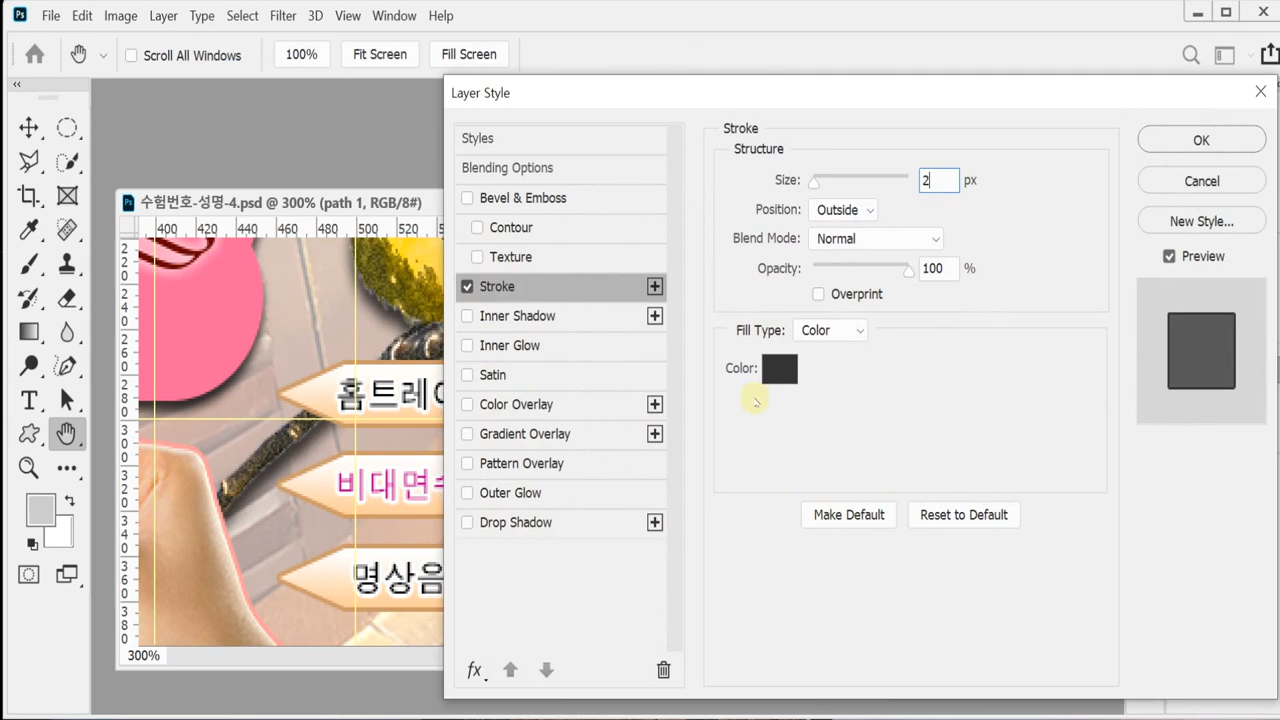 File Edit Image Layer Type Select Filter 3D View Window Help
Scroll All Windows 100% Fit Screen Fill Screen
Layer Style
수험번호-성명-4.psd @ 300% (path 1, RGB/8#)
400 420 440 460 480 500 520
홈트레이
비대면
명상음
300%
Styles
Blending Options
Bevel & Emboss
Contour
Texture
Stroke
Inner Shadow
Inner Glow
Satin
Color Overlay
Gradient Overlay
Pattern Overlay
Outer Glow
Drop Shadow
fx
Stroke
Structure
Size: 2 px
Position: Outside
Blend Mode: Normal
Opacity: 100 %
Overprint
Fill Type: Color
Color:
Make Default Reset to Default
OK
Cancel
New Style...
Preview